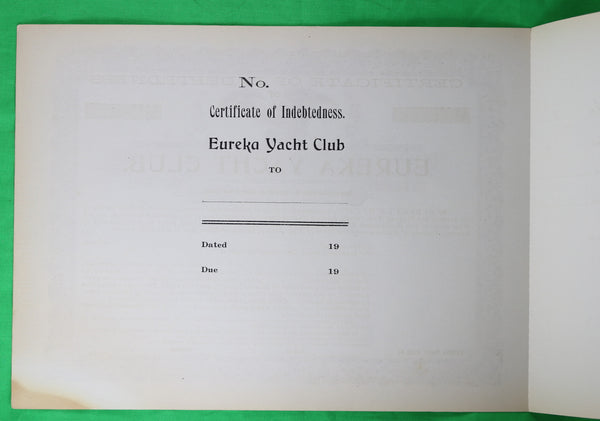 No.
Certificate of Indebtedness.
Eureka Yacht Club
TO
Dated 19
Due 19